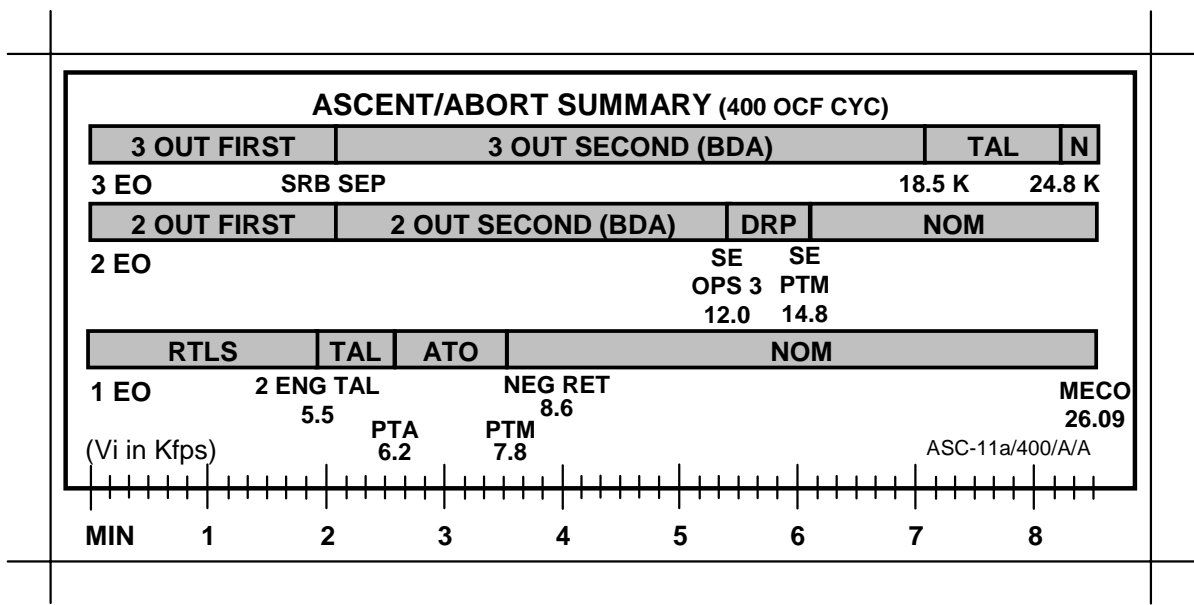 ASCENT/ABORT SUMMARY (400 OCF CYC)
3 OUT FIRST 3 OUT SECOND (BDA) TAL N
3 EO SRB SEP 18.5 K 24.8 K
2 OUT FIRST 2 OUT SECOND (BDA) DRP NOM
2 EO SE SE
OPS 3 PTM
12.0 14.8
RTLS TAL ATO NOM
1 EO 2 ENG TAL NEG RET MECO
5.5 8.6 26.09
PTA PTM
(Vi in Kfps) 6.2 7.8 ASC-11a/400/A/A
MIN 1 2 3 4 5 6 7 8